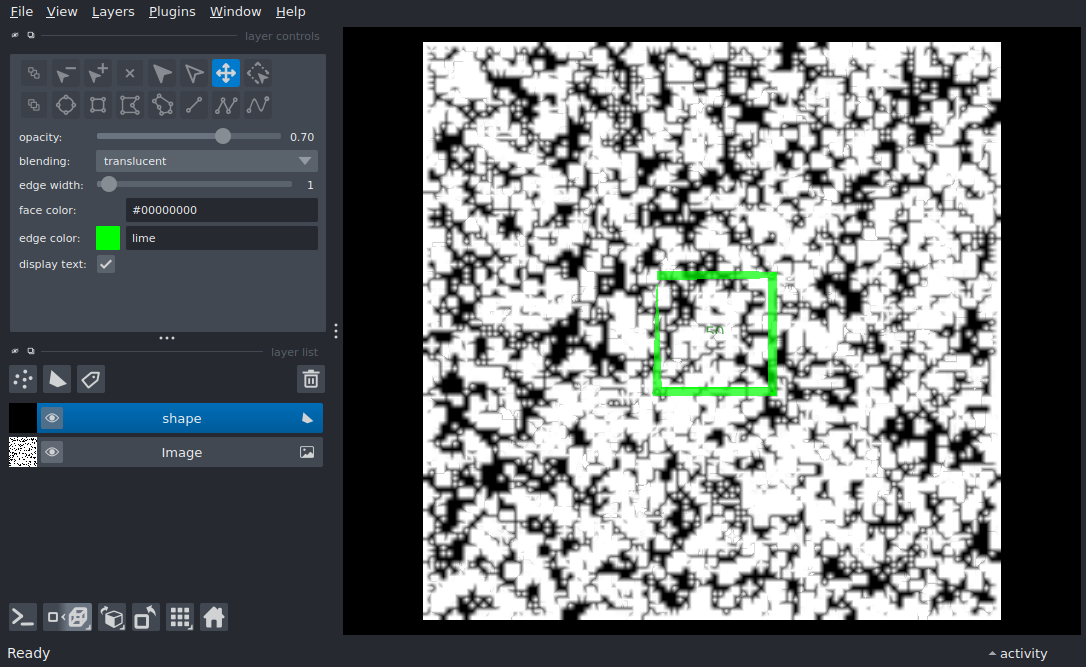 File View Layers Plugins Window Help
layer controls
opacity: 0.70
blending: translucent
edge width: 1
face color: #00000000
edge color: lime
display text:
layer list
shape
Image
Ready
activity